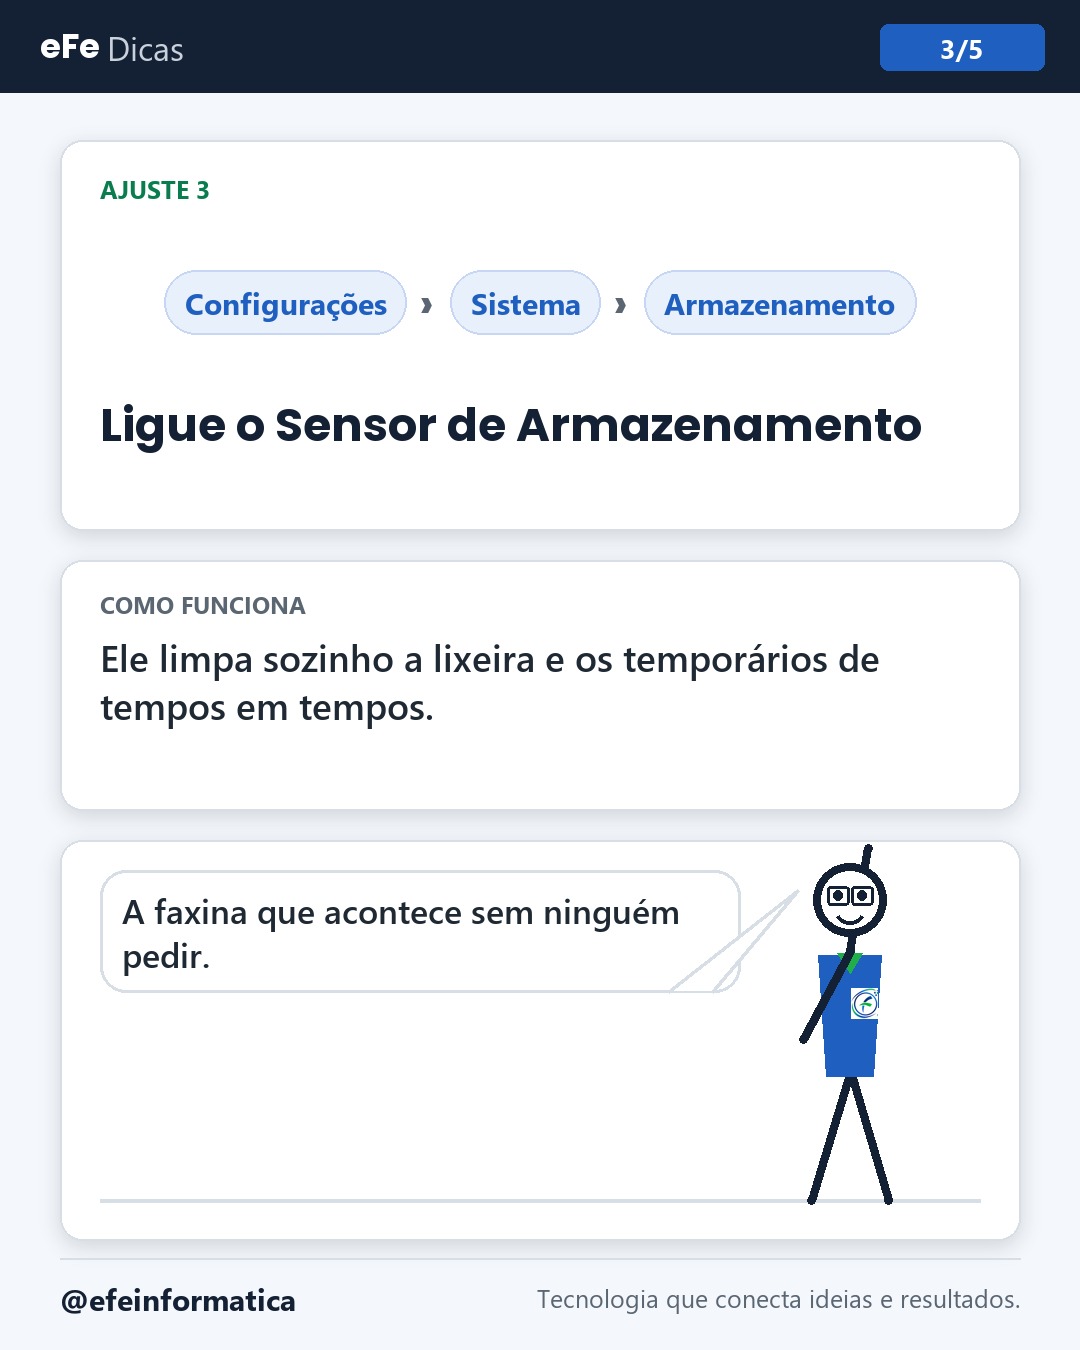 eFe Dicas
3/5
AJUSTE 3
Configurações › Sistema › Armazenamento
Ligue o Sensor de Armazenamento
COMO FUNCIONA
Ele limpa sozinho a lixeira e os temporários de
tempos em tempos.
A faxina que acontece sem ninguém
pedir.
@efeinformatica
Tecnologia que conecta ideias e resultados.